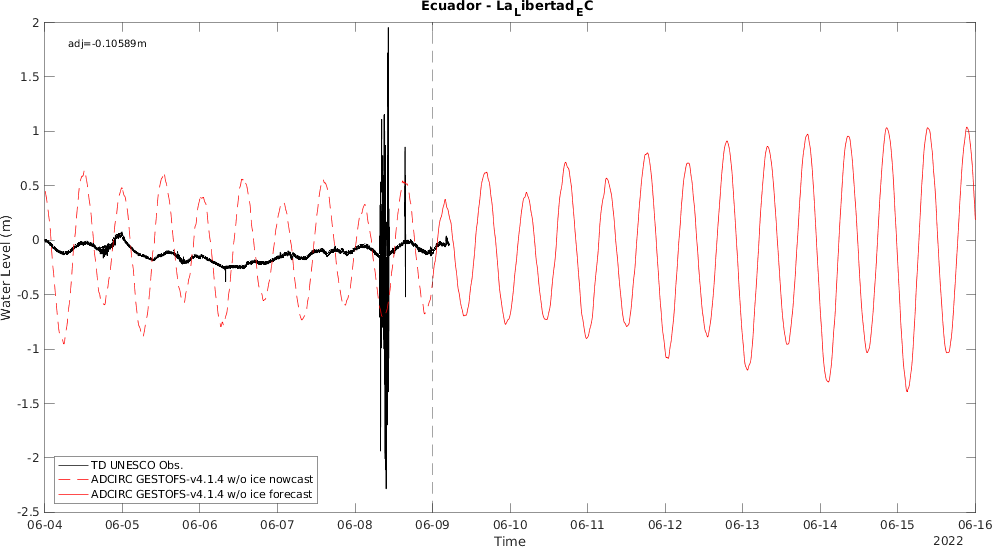 Ecuador - LaLibertadEC
adj=-0.10589m
2
1.5
1
0.5
0
-0.5
-1
-1.5
-2
-2.5
Water Level (m)
TD UNESCO Obs.
ADCIRC GESTOFS-v4.1.4 w/o ice nowcast
ADCIRC GESTOFS-v4.1.4 w/o ice forecast
06-04 06-05 06-06 06-07 06-08 06-09 06-10 06-11 06-12 06-13 06-14 06-15 06-16
Time
2022